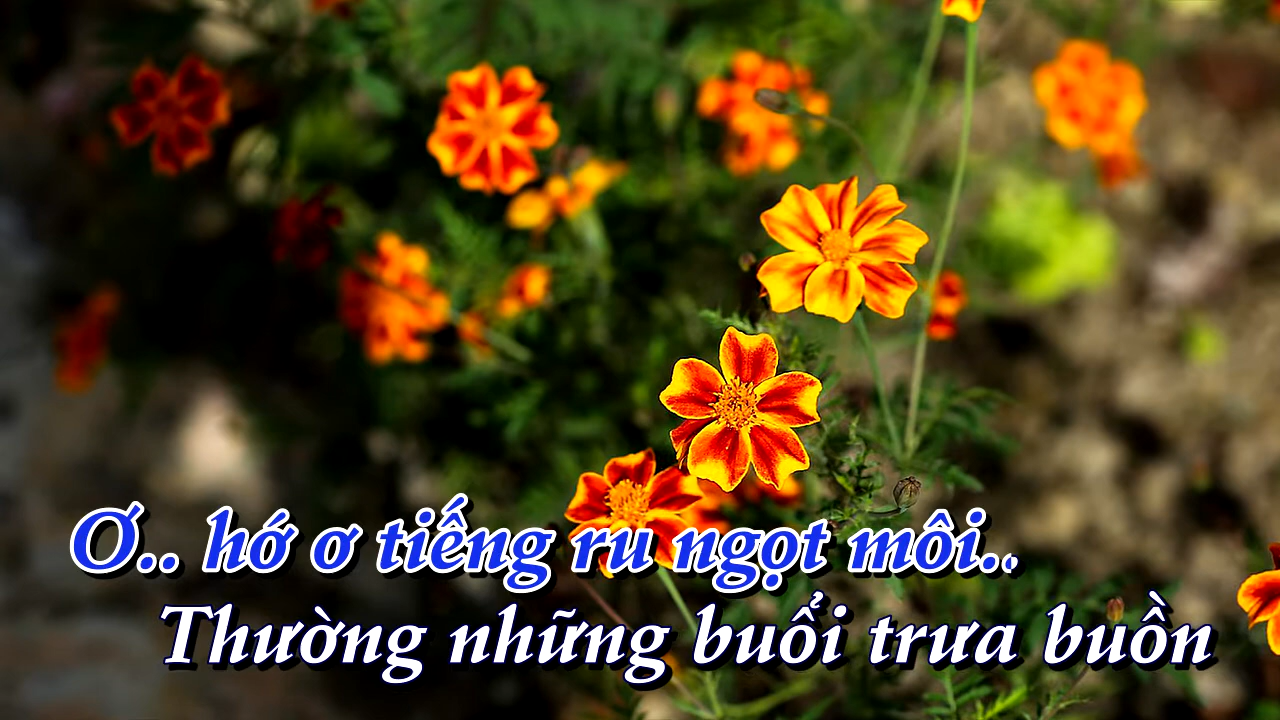 Ơ.. hớ ơ tiếng ru ngọt môi..
Thường những buổi trưa buồn